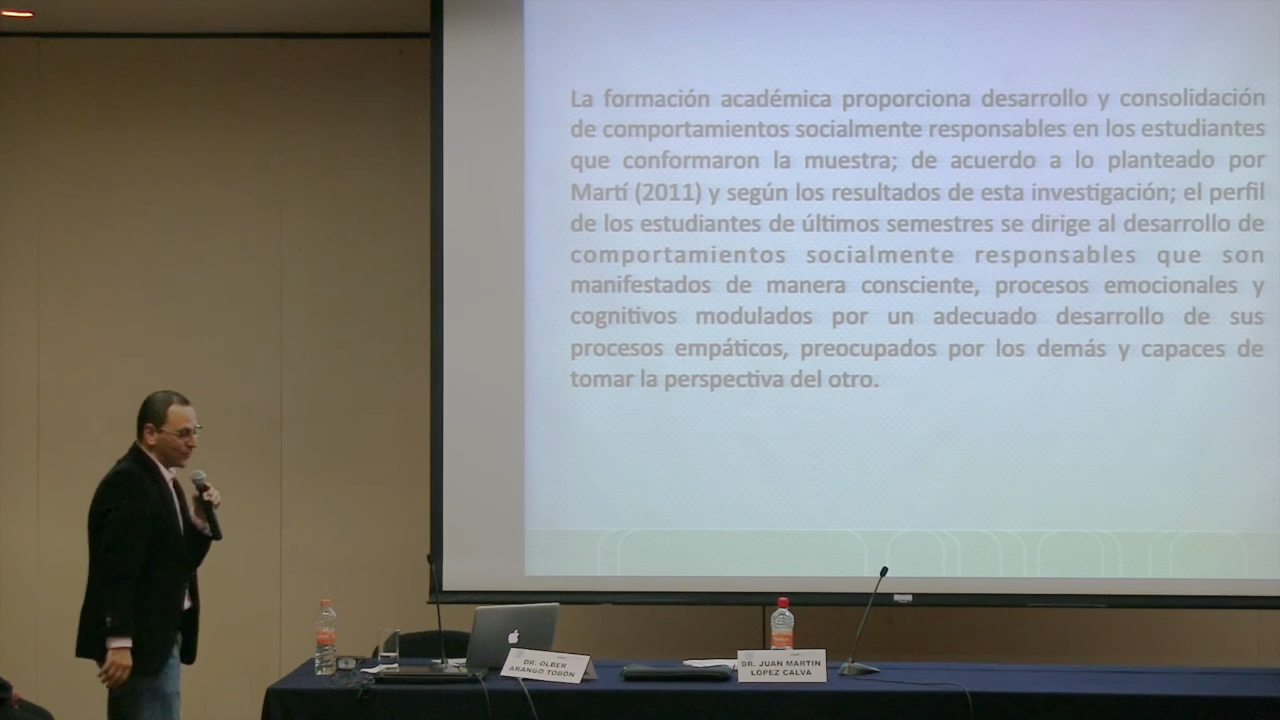 La formación académica proporciona desarrollo y consolidación
de comportamientos socialmente responsables en los estudiantes
que conformaron la muestra; de acuerdo a lo planteado por
Martí (2011) y según los resultados de esta investigación; el perfil
de los estudiantes de últimos semestres se dirige al desarrollo de
comportamientos socialmente responsables que son
manifestados de manera consciente, procesos emocionales y
cognitivos modulados por un adecuado desarrollo de sus
procesos empáticos, preocupados por los demás y capaces de
tomar la perspectiva del otro.
DR. OLBER
ARANGO TOBÓN
DR. JUAN MARTIN
LÓPEZ CALVA